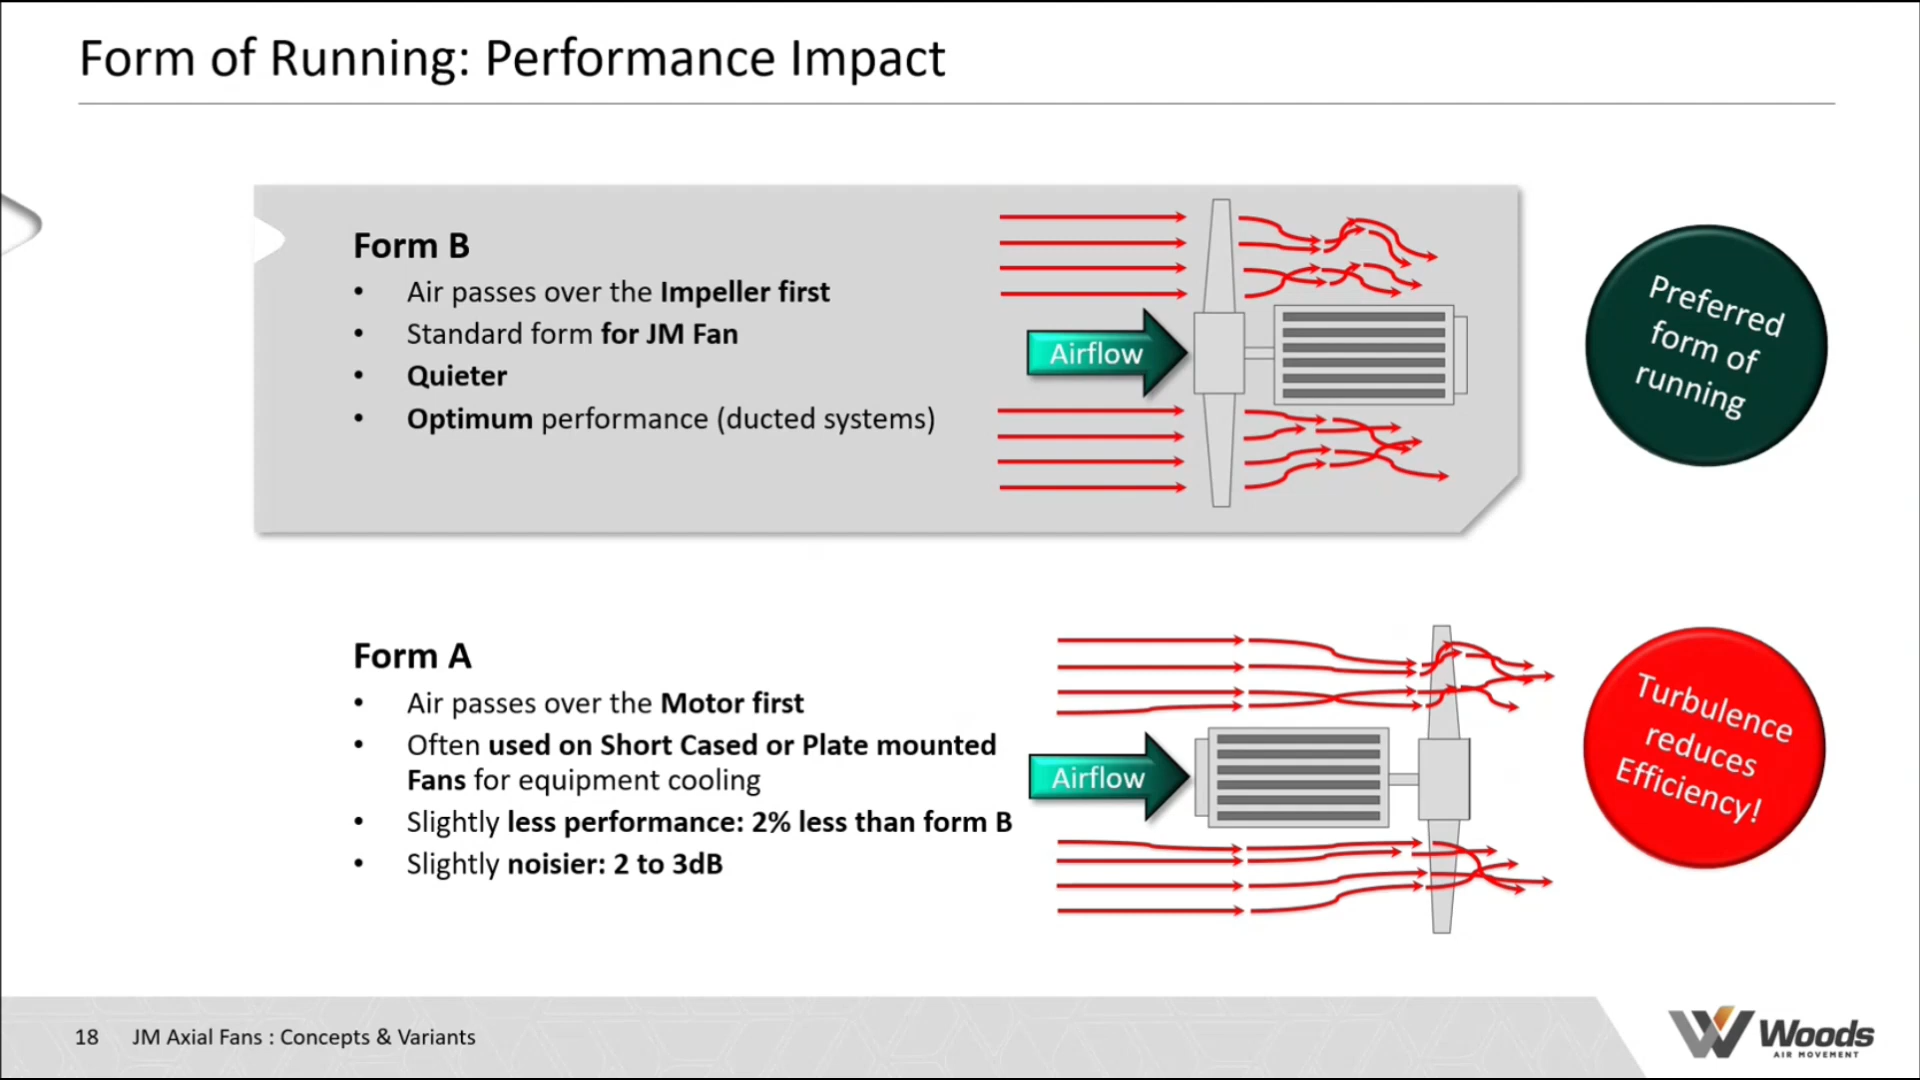 Form of Running: Performance Impact
Form B
• Air passes over the Impeller first
• Standard form for JM Fan
• Quieter
• Optimum performance (ducted systems)
Airflow
Preferred
form of
running
Form A
• Air passes over the Motor first
• Often used on Short Cased or Plate mounted
Fans for equipment cooling
• Slightly less performance: 2% less than form B
• Slightly noisier: 2 to 3dB
Airflow
Turbulence
reduces
Efficiency!
18 JM Axial Fans : Concepts & Variants
Woods
AIR MOVEMENT